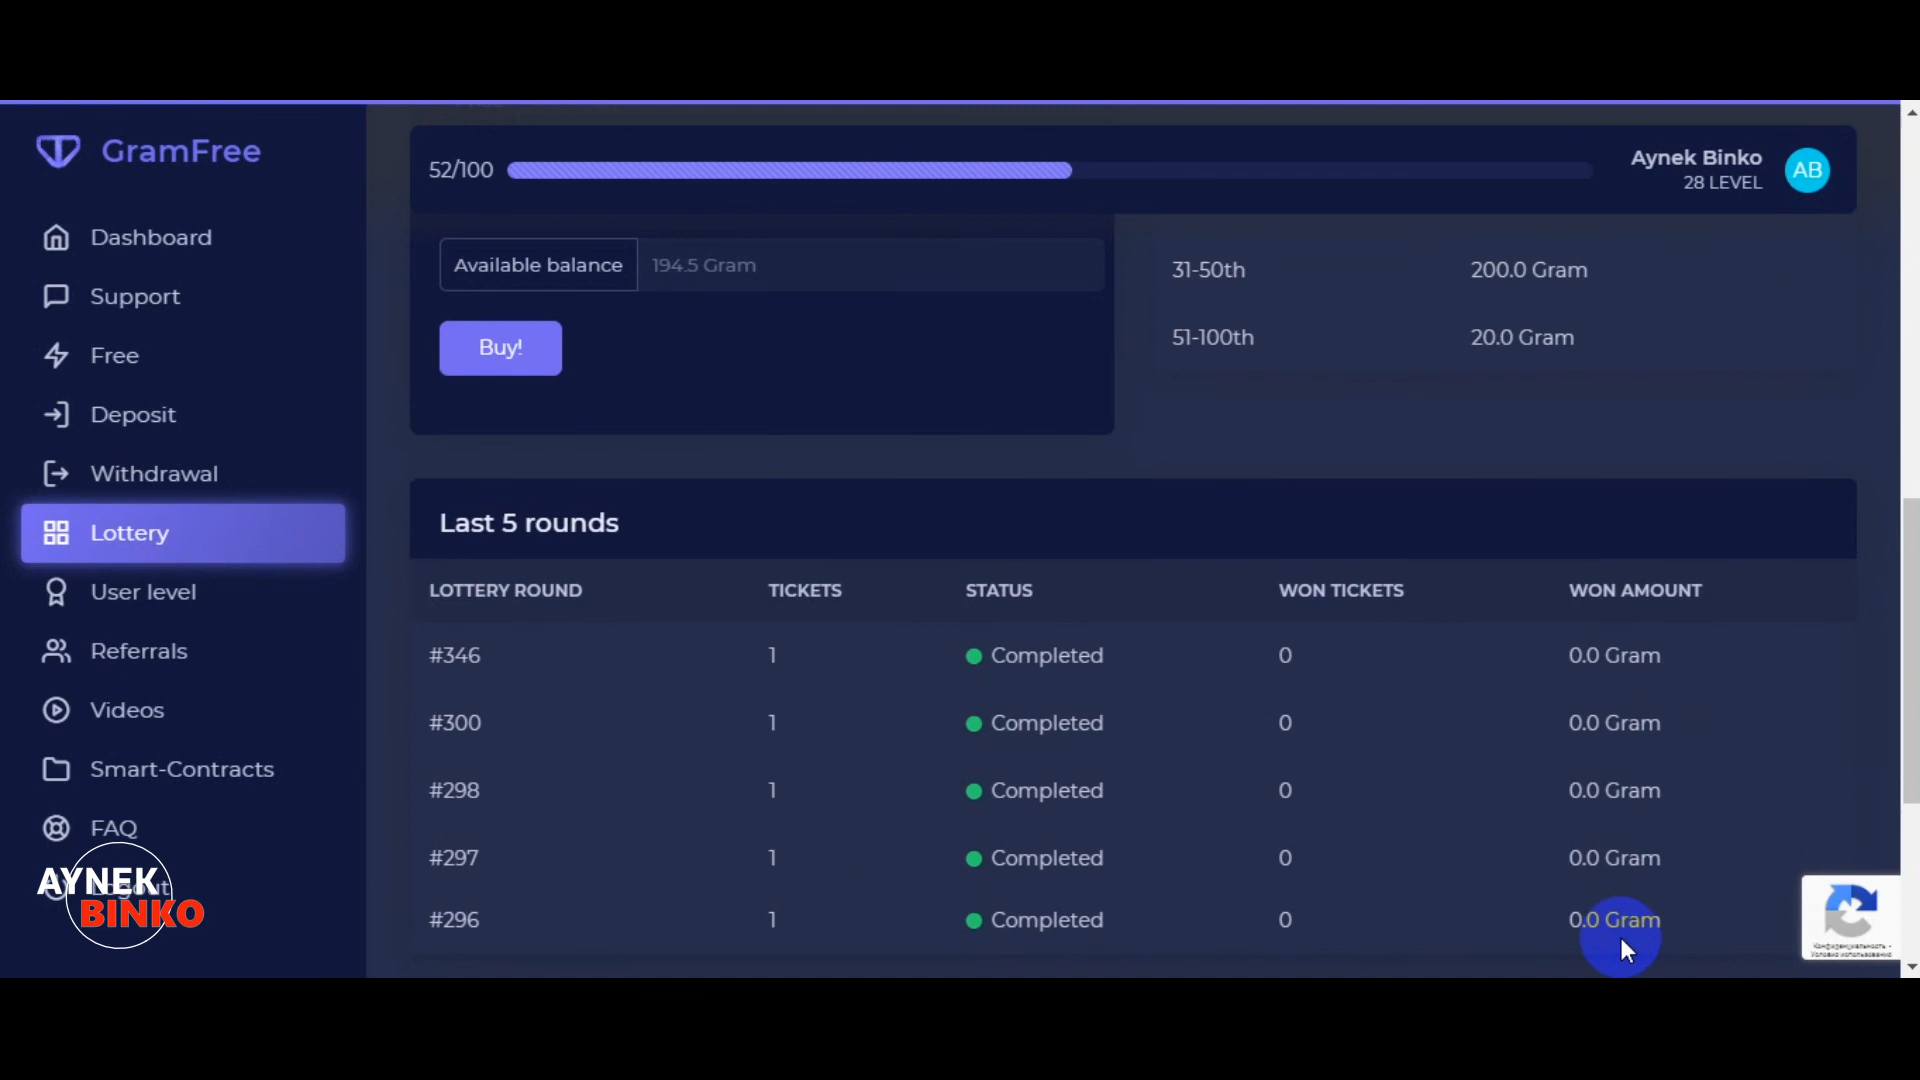 GramFree
Dashboard
Support
Free
Deposit
Withdrawal
Lottery
User level
Referrals
Videos
Smart-Contracts
FAQ
Logout
AYNEK
BINKO
52/100
Aynek Binko
28 LEVEL
AB
Available balance 194.5 Gram
Buy!
31-50th 200.0 Gram
51-100th 20.0 Gram
Last 5 rounds
LOTTERY ROUND TICKETS STATUS WON TICKETS WON AMOUNT
#346 1 Completed 0 0.0 Gram
#300 1 Completed 0 0.0 Gram
#298 1 Completed 0 0.0 Gram
#297 1 Completed 0 0.0 Gram
#296 1 Completed 0 0.0 Gram
Конфиденциальность -
Условия использования